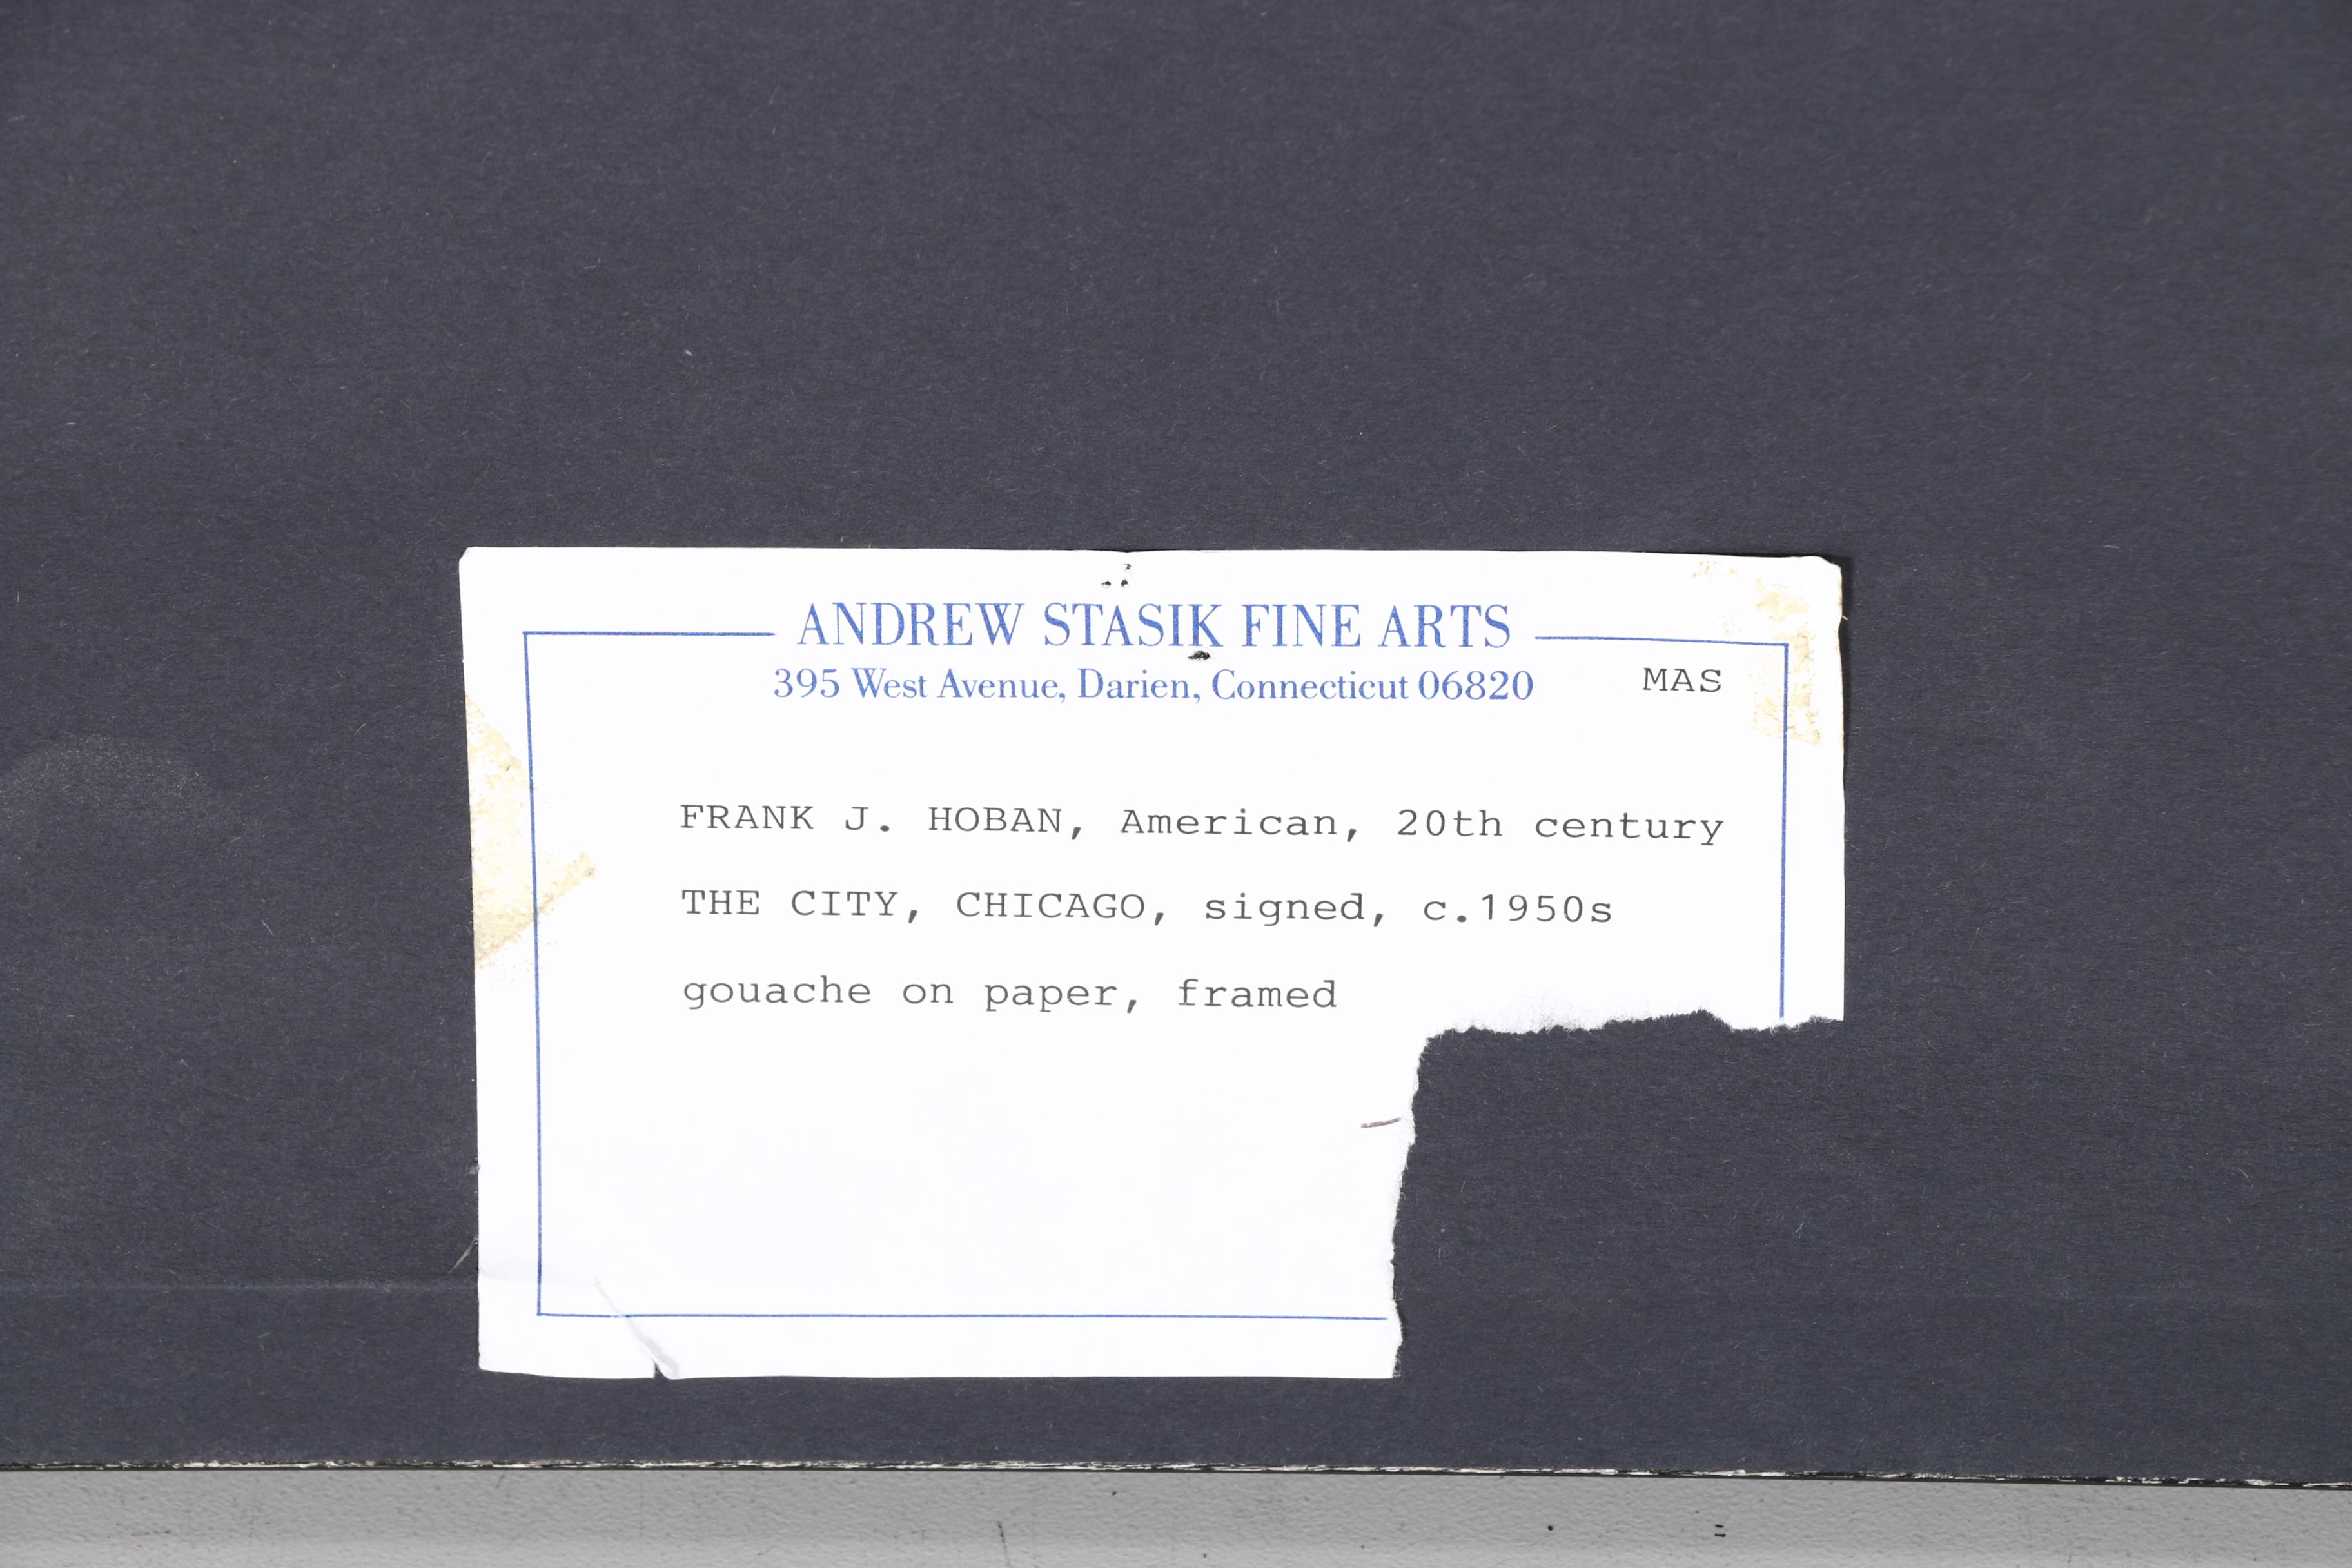 ANDREW STASIK FINE ARTS
395 West Avenue, Darien, Connecticut 06820
MAS
FRANK J. HOBAN, American, 20th century
THE CITY, CHICAGO, signed, c.1950s
gouache on paper, framed